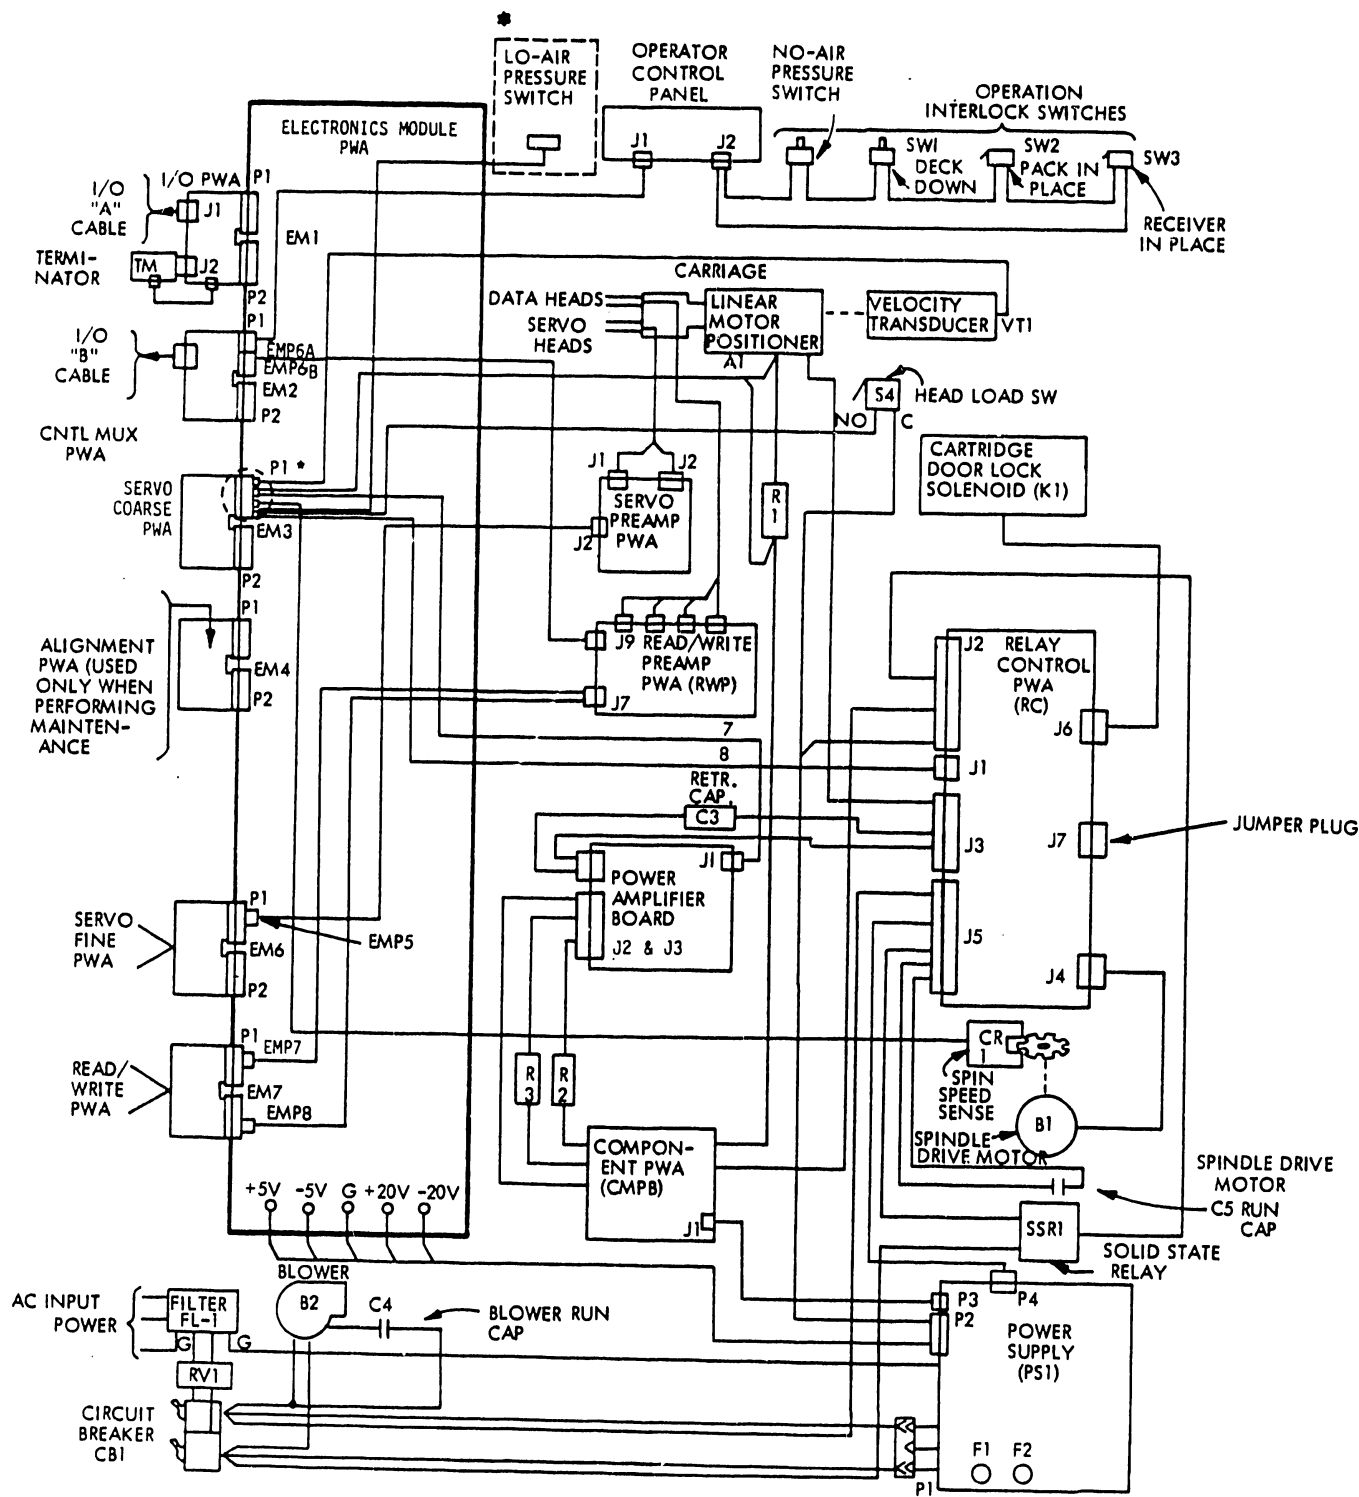 *
LO-AIR
PRESSURE
SWITCH
OPERATOR
CONTROL
PANEL
J1
J2
NO-AIR
PRESSURE
SWITCH
OPERATION
INTERLOCK SWITCHES
SW1
DECK
DOWN
SW2
PACK IN
PLACE
SW3
RECEIVER
IN PLACE
ELECTRONICS MODULE
PWA
I/O
"A"
CABLE
I/O PWA
P1
J1
TERMI-
NATOR
TM
J2
P2
EM1
I/O
"B"
CABLE
P1
EMP6A
EMP6B
EM2
P2
CNTL MUX
PWA
CARRIAGE
DATA HEADS
SERVO
HEADS
LINEAR
MOTOR
POSITIONER
A1
VELOCITY
TRANSDUCER
VT1
S4
HEAD LOAD SW
NO
C
CARTRIDGE
DOOR LOCK
SOLENOID (K1)
SERVO
COARSE
PWA
P1 *
EM3
P2
J1
J2
SERVO
PREAMP
PWA
J2
R
1
ALIGNMENT
PWA (USED
ONLY WHEN
PERFORMING
MAINTEN-
ANCE
P1
EM4
P2
J9 READ/WRITE
PREAMP
PWA (RWP)
J7
7
8
J2
RELAY
CONTROL
PWA
(RC)
J6
J1
J3
J7
JUMPER PLUG
J5
J4
RETR.
CAP.
C3
J1
POWER
AMPLIFIER
BOARD
J2 & J3
SERVO
FINE
PWA
P1
EM6
P2
EMP5
READ/
WRITE
PWA
P1
EMP7
EM7
EMP8
R
3
R
2
CR
1
SPIN
SPEED
SENSE
B1
SPINDLE
DRIVE MOTOR
COMPON-
ENT PWA
(CMPB)
J1
SPINDLE DRIVE
MOTOR
C5 RUN
CAP
SSR1
SOLID STATE
RELAY
+5V
-5V
G
+20V
-20V
BLOWER
B2
C4
BLOWER RUN
CAP
AC INPUT
POWER
FILTER
FL-1
G
G
RV1
CIRCUIT
BREAKER
CB1
P3
P4
P2
POWER
SUPPLY
(PS1)
F1
F2
P1